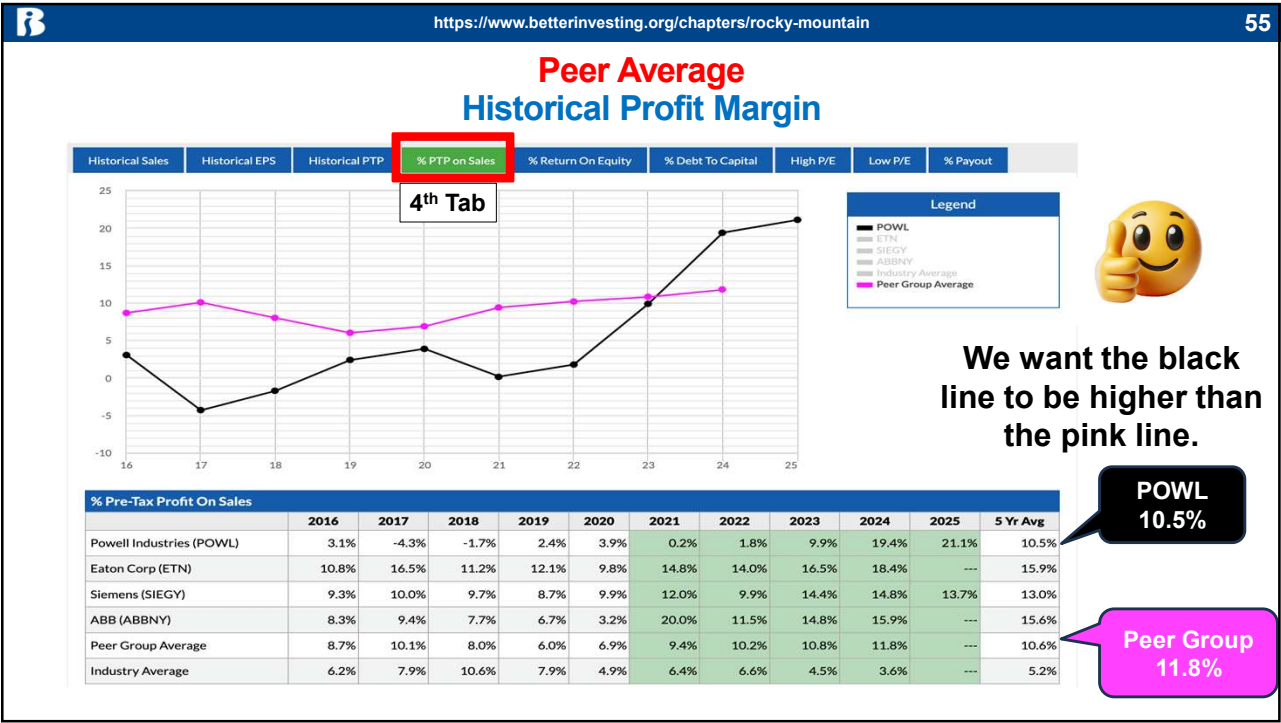 https://www.betterinvesting.org/chapters/rocky-mountain
55
Peer Average
Historical Profit Margin
Historical Sales Historical EPS Historical PTP % PTP on Sales % Return On Equity % Debt To Capital High P/E Low P/E % Payout
4th Tab
25
20
15
10
5
0
-5
-10
16 17 18 19 20 21 22 23 24 25
Legend
POWL
ETN
SIEGY
ABBNY
Industry Average
Peer Group Average
We want the black
line to be higher than
the pink line.
% Pre-Tax Profit On Sales
2016 2017 2018 2019 2020 2021 2022 2023 2024 2025 5 Yr Avg
Powell Industries (POWL) 3.1% -4.3% -1.7% 2.4% 3.9% 0.2% 1.8% 9.9% 19.4% 21.1% 10.5%
Eaton Corp (ETN) 10.8% 16.5% 11.2% 12.1% 9.8% 14.8% 14.0% 16.5% 18.4% --- 15.9%
Siemens (SIEGY) 9.3% 10.0% 9.7% 8.7% 9.9% 12.0% 9.9% 14.4% 14.8% 13.7% 13.0%
ABB (ABBNY) 8.3% 9.4% 7.7% 6.7% 3.2% 20.0% 11.5% 14.8% 15.9% --- 15.6%
Peer Group Average 8.7% 10.1% 8.0% 6.0% 6.9% 9.4% 10.2% 10.8% 11.8% --- 10.6%
Industry Average 6.2% 7.9% 10.6% 7.9% 4.9% 6.4% 6.6% 4.5% 3.6% --- 5.2%
POWL
10.5%
Peer Group
11.8%